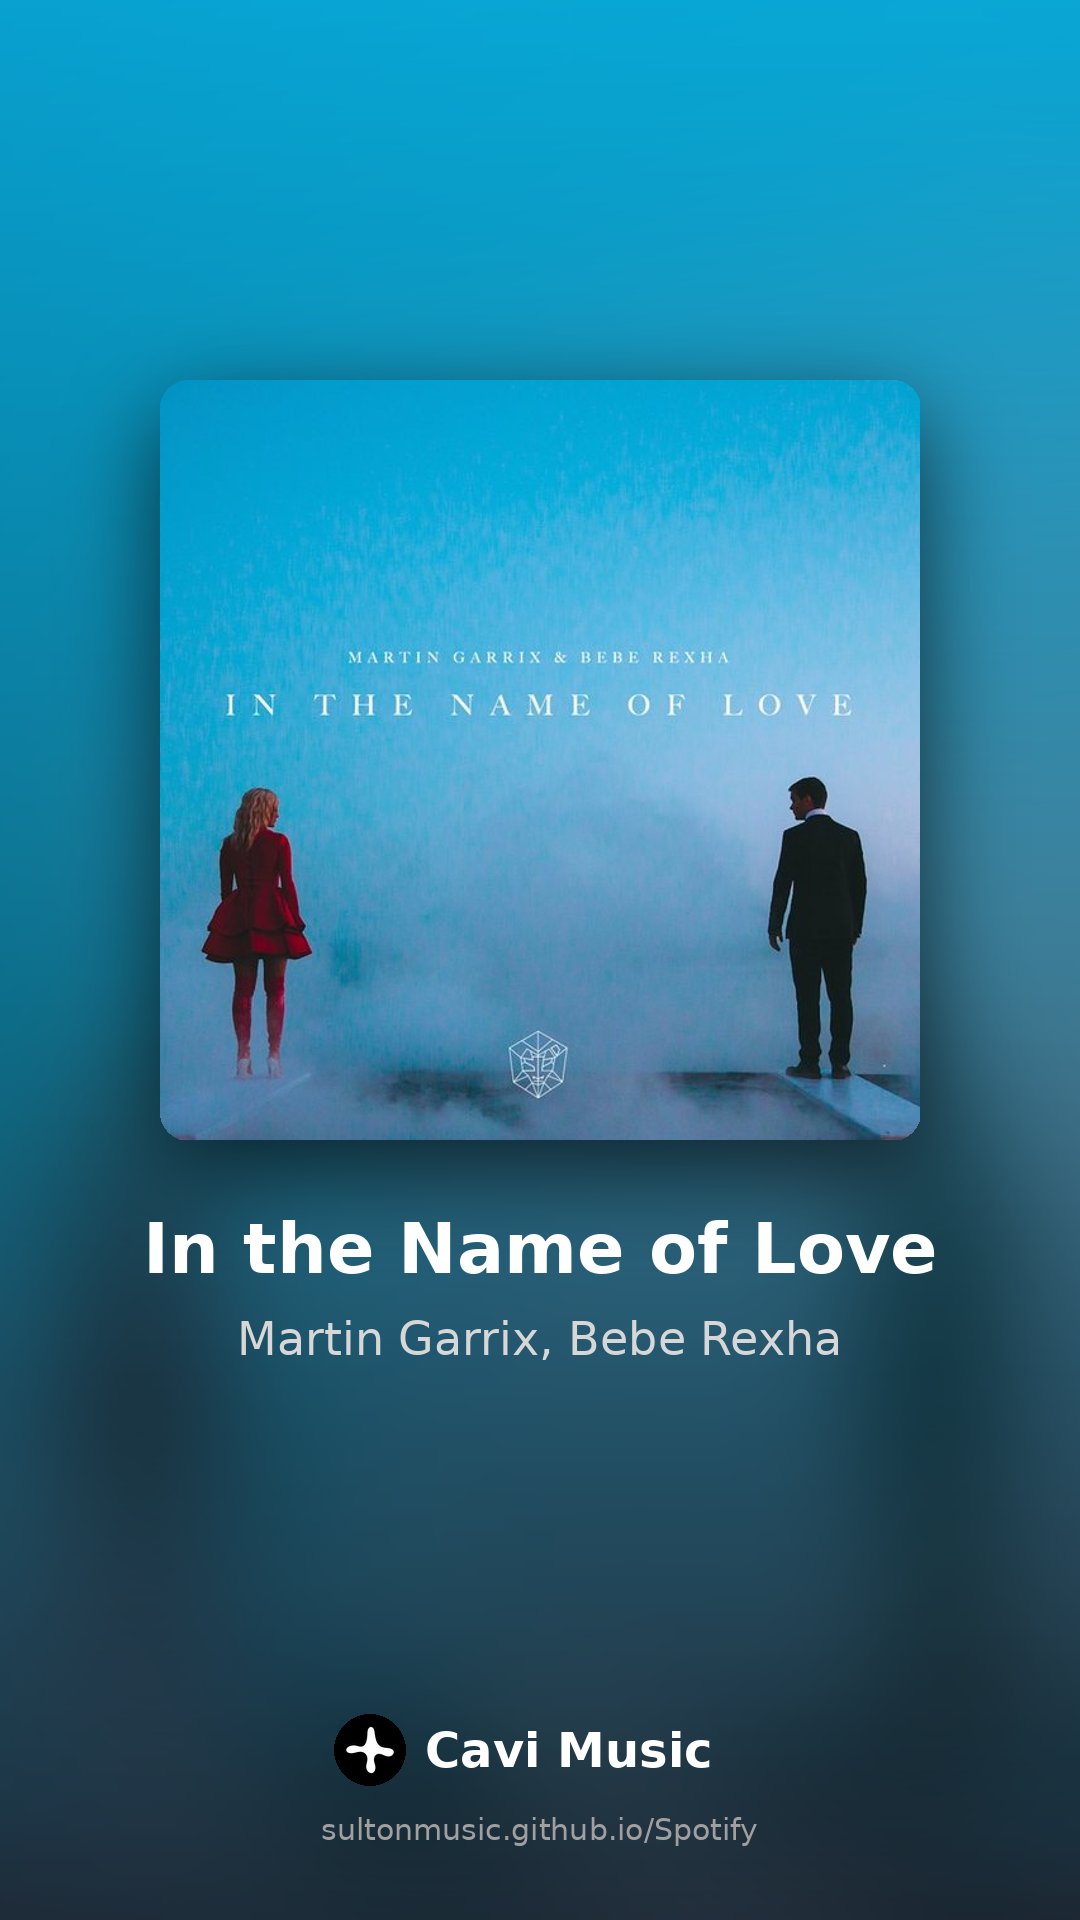 MARTIN GARRIX & BEBE REXHA
IN THE NAME OF LOVE
In the Name of Love
Martin Garrix, Bebe Rexha
Cavi Music
sultonmusic.github.io/Spotify